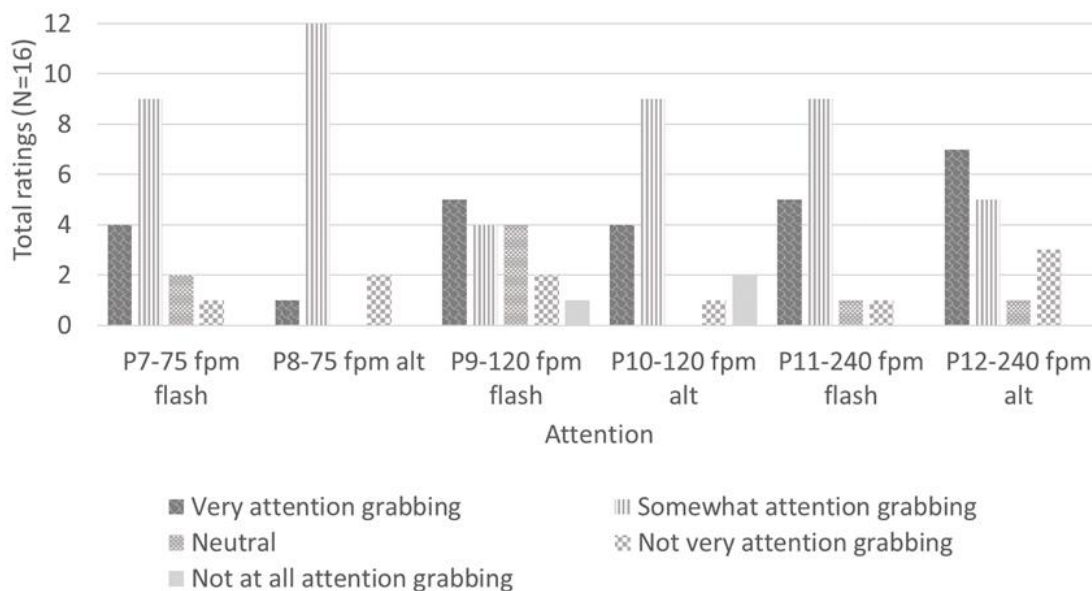 Total ratings (N=16)
12
10
8
6
4
2
0
P7-75 fpm
flash
P8-75 fpm alt
P9-120 fpm
flash
P10-120 fpm
alt
P11-240 fpm
flash
P12-240 fpm
alt
Attention
Very attention grabbing
Somewhat attention grabbing
Neutral
Not very attention grabbing
Not at all attention grabbing